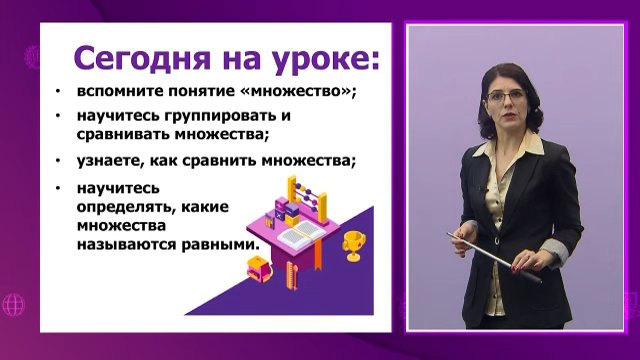 Сегодня на уроке:
• вспомните понятие «множество»;
• научитесь группировать и
сравнивать множества;
• узнаете, как сравнить множества;
• научитесь
определять, какие
множества
называются равными.